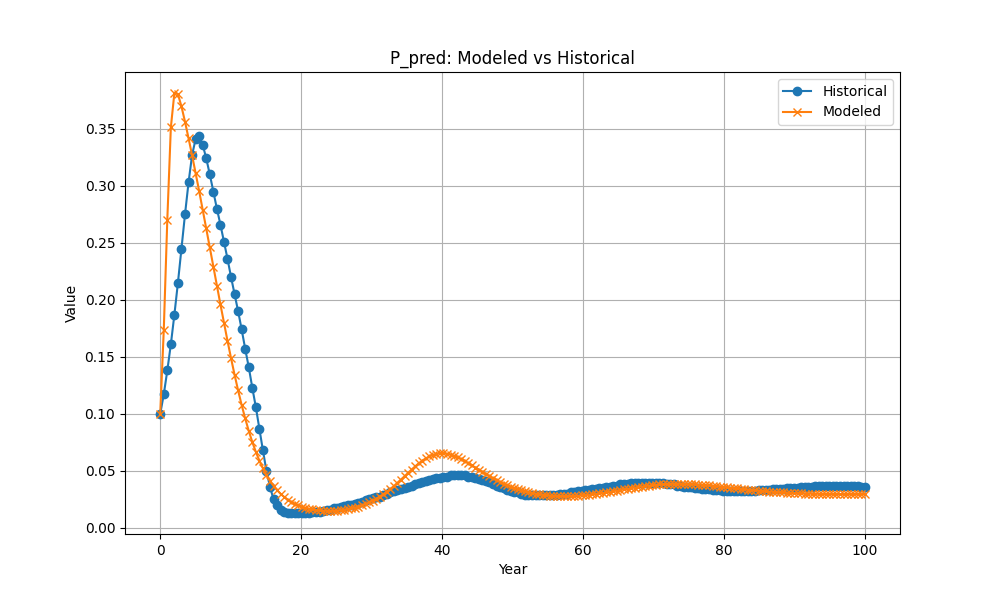 P_pred: Modeled vs Historical
Historical
Modeled
0.35
0.30
0.25
0.20
0.15
0.10
0.05
0.00
Value
0 20 40 60 80 100
Year